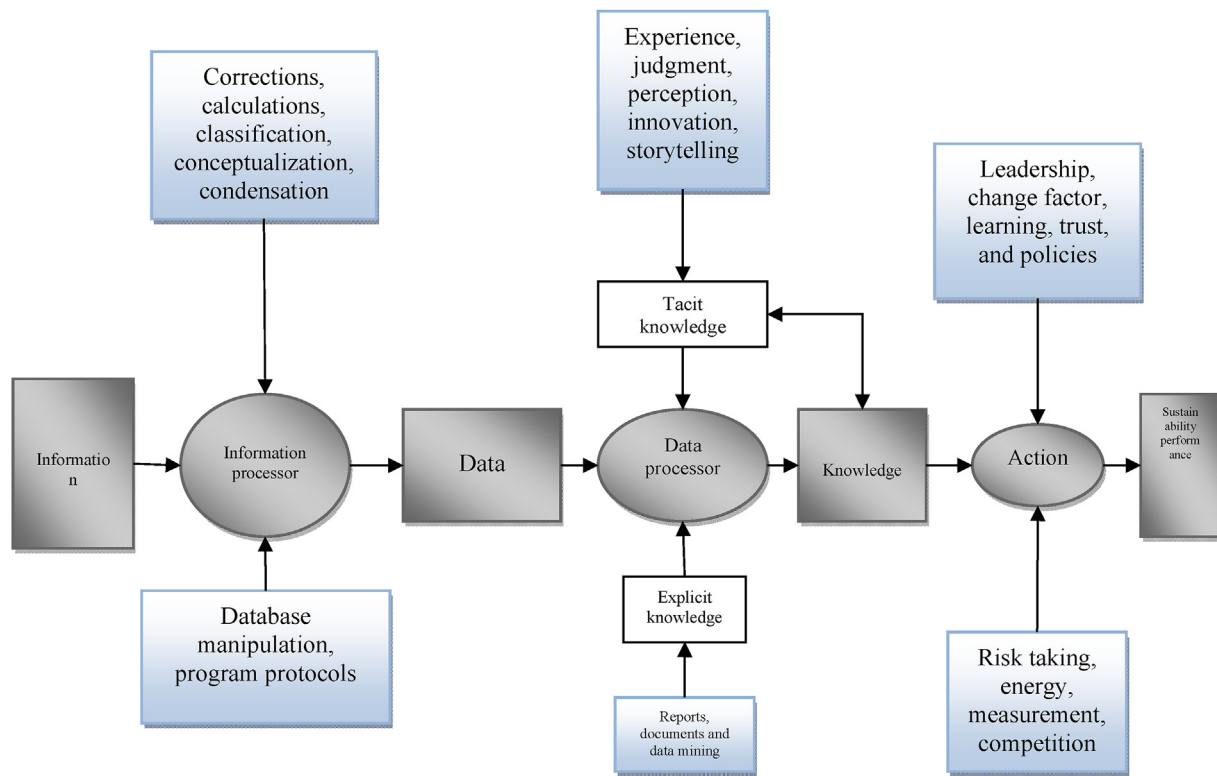 Corrections,
calculations,
classification,
conceptualization,
condensation
Experience,
judgment,
perception,
innovation,
storytelling
Leadership,
change factor,
learning, trust,
and policies
Tacit
knowledge
Informatio
n
Information
processor
Data
Data
processor
Knowledge
Action
Sustain
ability
perform
ance
Database
manipulation,
program protocols
Explicit
knowledge
Reports,
documents and
data mining
Risk taking,
energy,
measurement,
competition